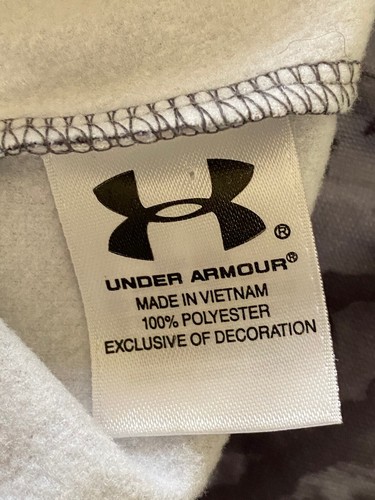 ®
UNDER ARMOUR®
MADE IN VIETNAM
100% POLYESTER
EXCLUSIVE OF DECORATION